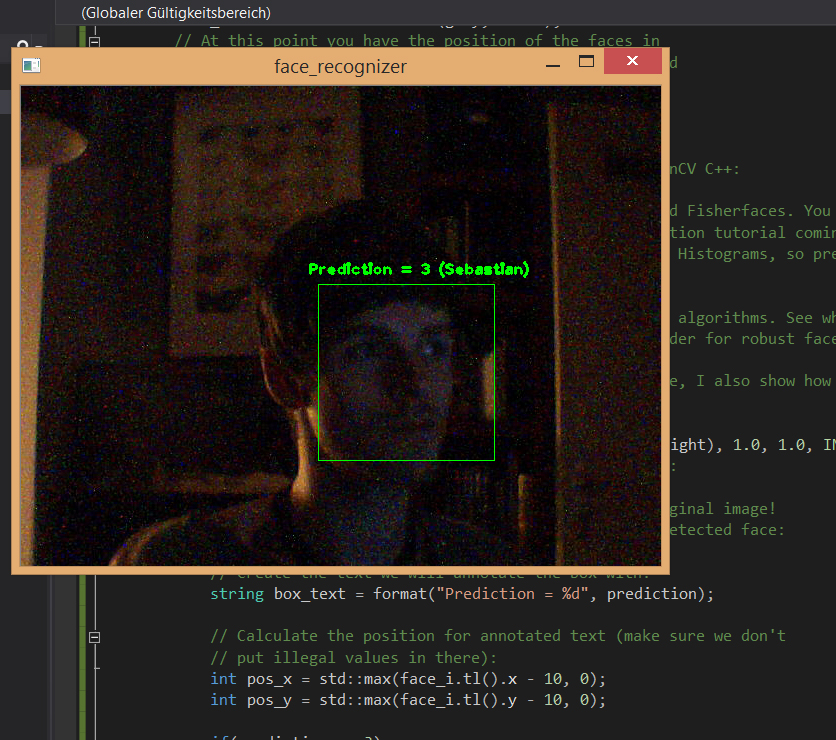 (Globaler Gültigkeitsbereich)
// At this point you have the position of the faces in
face_recognizer
nCV C++:
d Fisherfaces. You
tion tutorial comin
Histograms, so pre
Prediction = 3 (Sebastian)
algorithms. See wh
der for robust face
e, I also show how
ight), 1.0, 1.0, IN
:
ginal image!
etected face:
// create the text we will annotate the box with:
string box_text = format("Prediction = %d", prediction);
// Calculate the position for annotated text (make sure we don't
// put illegal values in there):
int pos_x = std::max(face_i.tl().x - 10, 0);
int pos_y = std::max(face_i.tl().y - 10, 0);